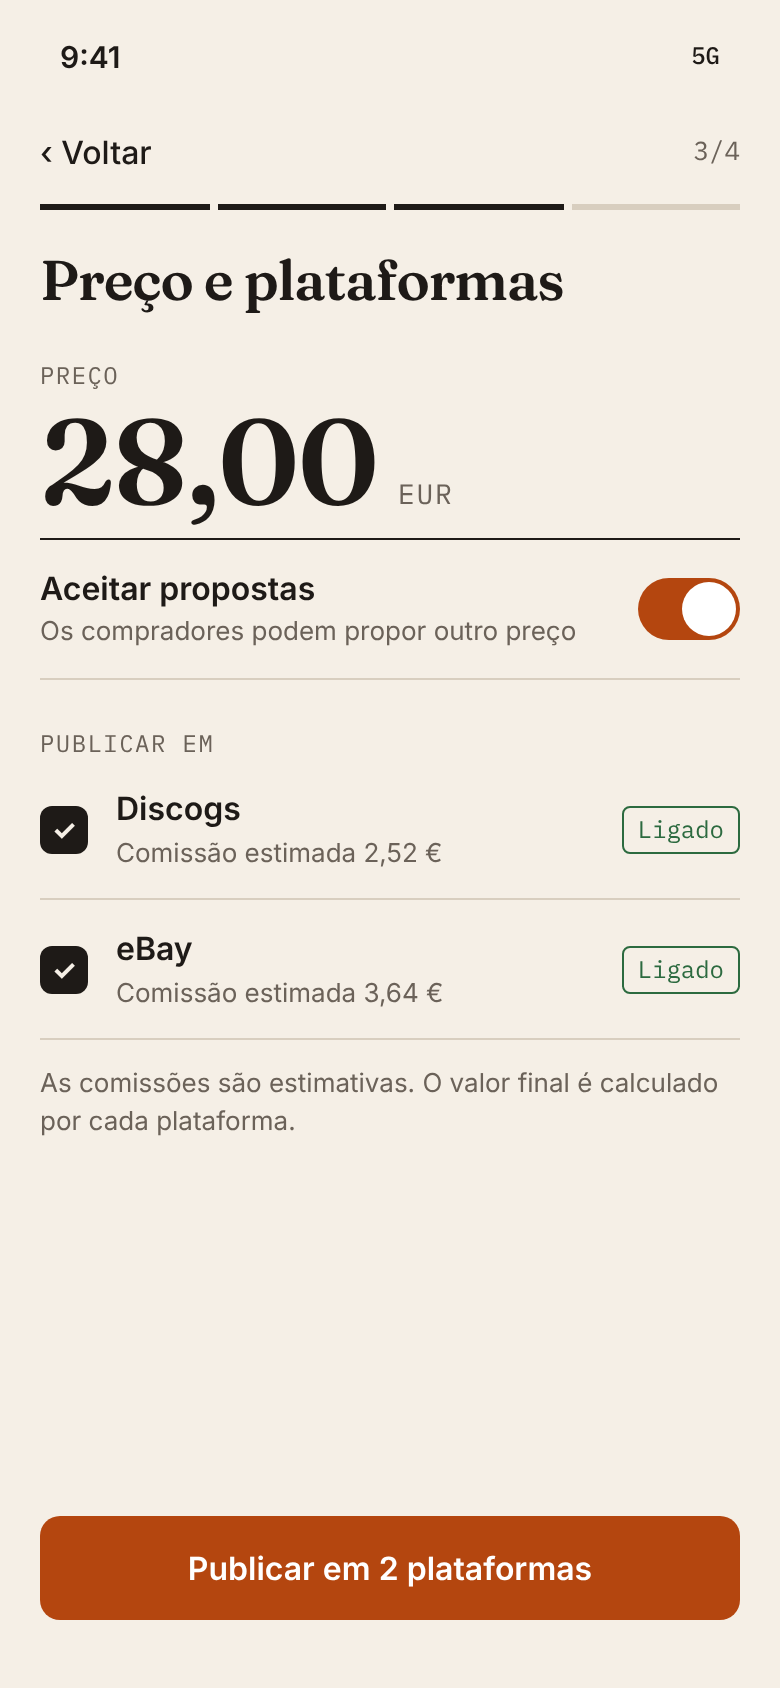 9:41
5G
‹ Voltar
3/4
Preço e plataformas
PREÇO
28,00 EUR
Aceitar propostas
Os compradores podem propor outro preço
PUBLICAR EM
Discogs
Comissão estimada 2,52 €
Ligado
eBay
Comissão estimada 3,64 €
Ligado
As comissões são estimativas. O valor final é calculado
por cada plataforma.
Publicar em 2 plataformas